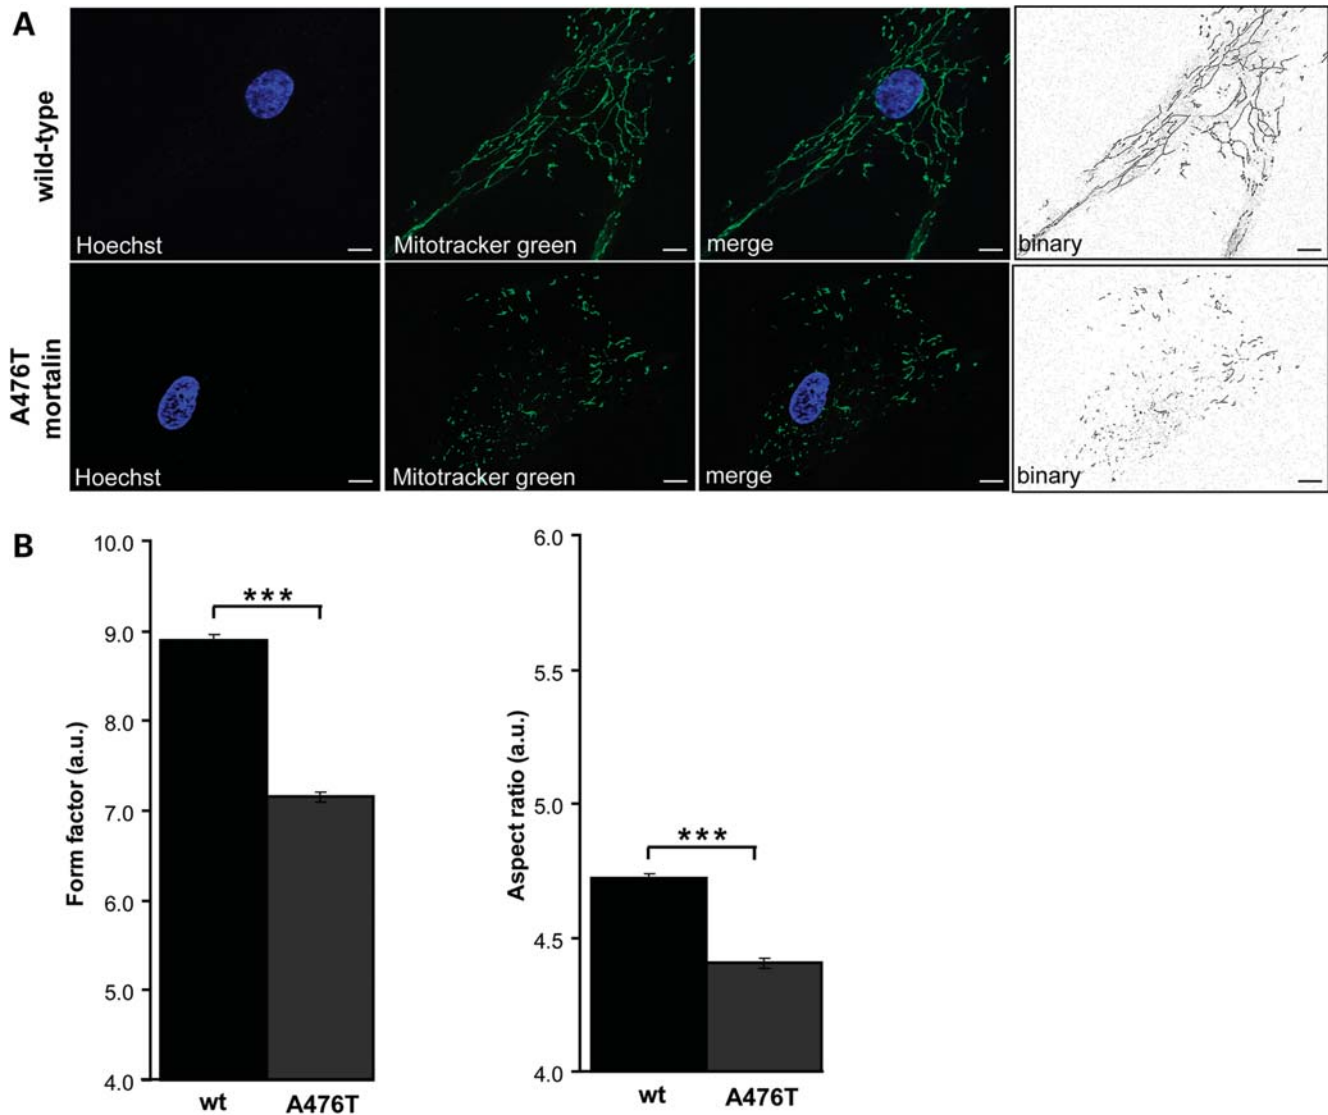 A
wild-type
Hoechst
Mitotracker green
merge
binary
A476T
mortalin
Hoechst
Mitotracker green
merge
binary
B
10.0
9.0
8.0
7.0
6.0
5.0
4.0
Form factor (a.u.)
***
wt
A476T
6.0
5.5
5.0
4.5
4.0
Aspect ratio (a.u.)
***
wt
A476T